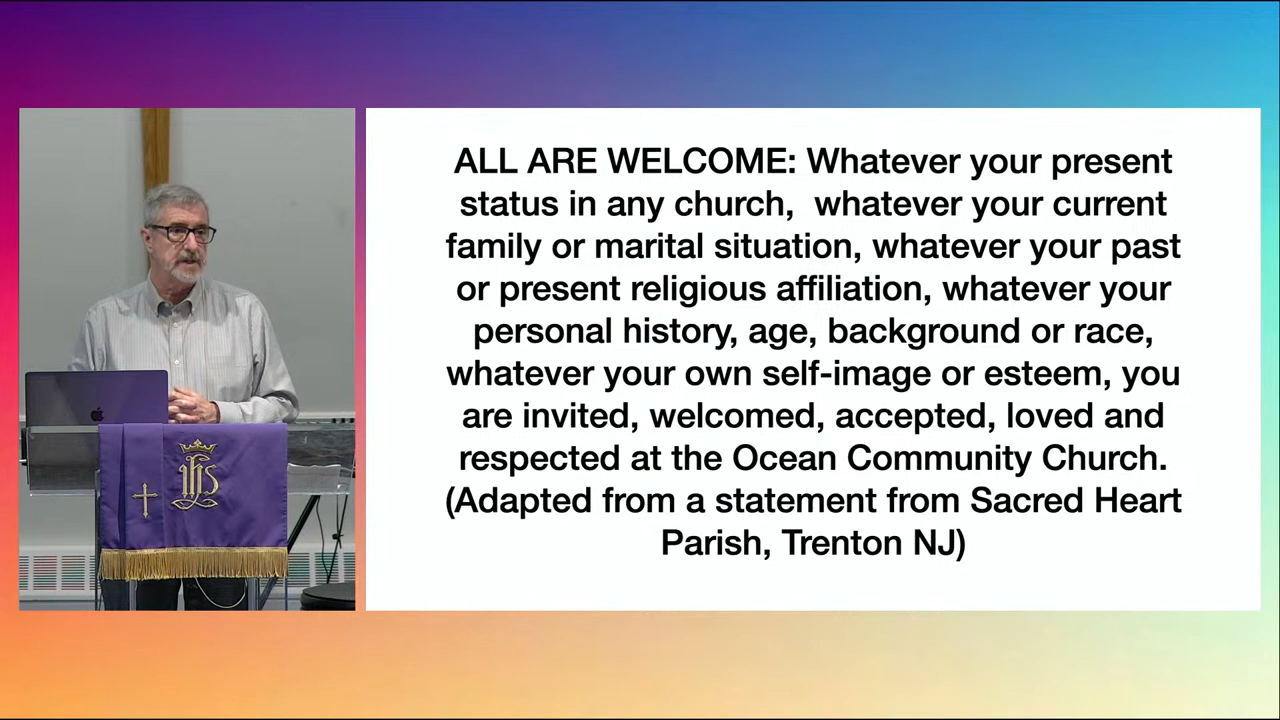 ALL ARE WELCOME: Whatever your present
status in any church,  whatever your current
family or marital situation, whatever your past
or present religious affiliation, whatever your
personal history, age, background or race,
whatever your own self-image or esteem, you
are invited, welcomed, accepted, loved and
respected at the Ocean Community Church.
(Adapted from a statement from Sacred Heart
Parish, Trenton NJ)
IHS